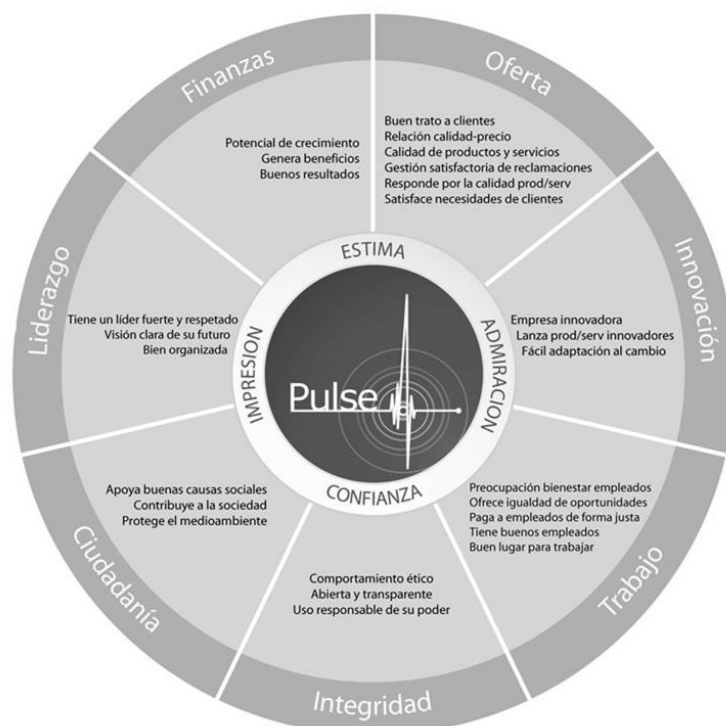 Finanzas
Potencial de crecimiento
Genera beneficios
Buenos resultados
Oferta
Buen trato a clientes
Relación calidad-precio
Calidad de productos y servicios
Gestión satisfactoria de reclamaciones
Responde por la calidad prod/serv
Satisface necesidades de clientes
Innovación
Empresa innovadora
Lanza prod/serv innovadores
Fácil adaptación al cambio
Trabajo
Preocupación bienestar empleados
Ofrece igualdad de oportunidades
Paga a empleados de forma justa
Tiene buenos empleados
Buen lugar para trabajar
Integridad
Comportamiento ético
Abierta y transparente
Uso responsable de su poder
Ciudadanía
Apoya buenas causas sociales
Contribuye a la sociedad
Protege el medioambiente
Liderazgo
Tiene un líder fuerte y respetado
Visión clara de su futuro
Bien organizada
ESTIMA
ADMIRACION
CONFIANZA
IMPRESION
Pulse